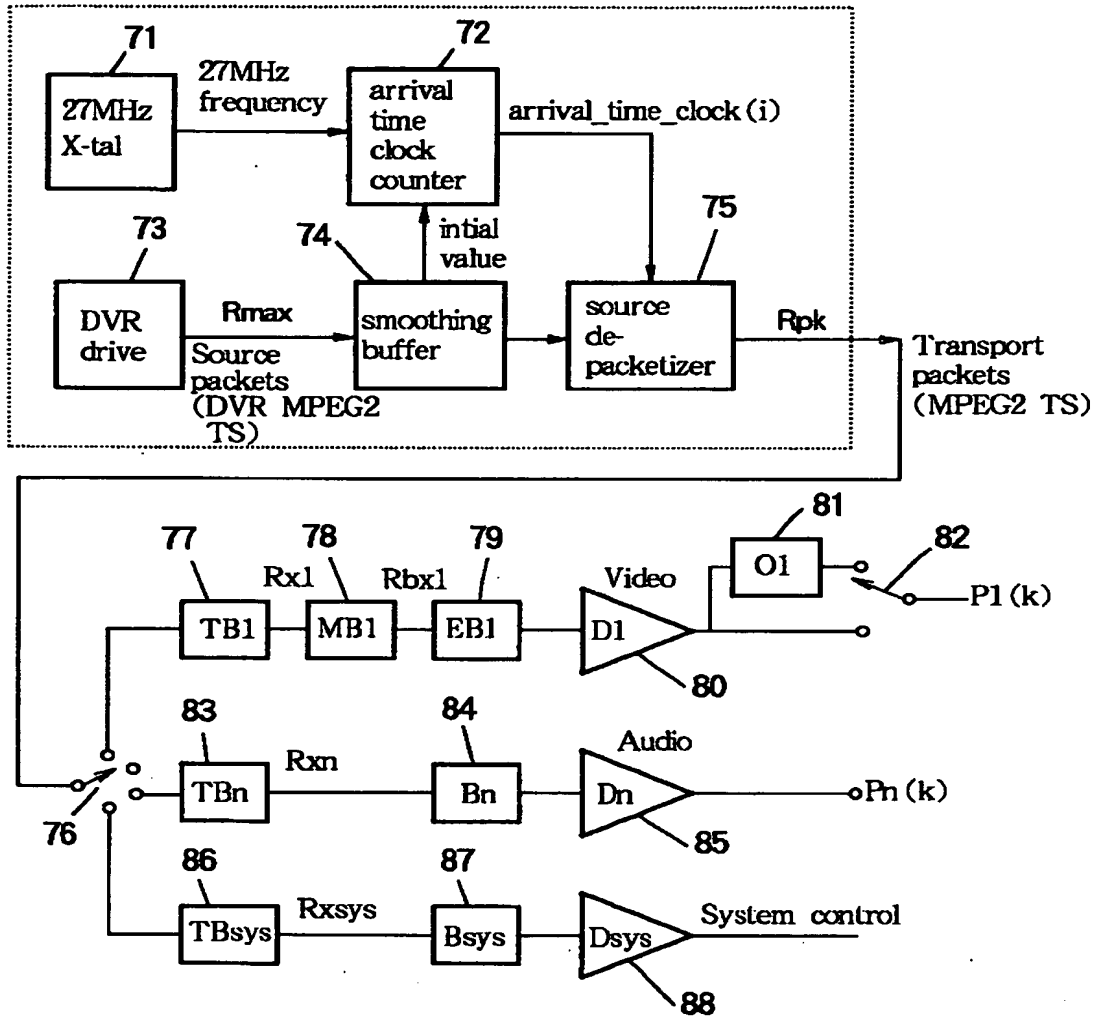 71
27MHz
X-tal
27MHz
frequency
72
arrival
time
clock
counter
arrival_time_clock(i)
73
DVR
drive
Rmax
Source
packets
(DVR MPEG2
TS)
74
smoothing
buffer
intial
value
75
source
de-
packetizer
Rpk
Transport
packets
(MPEG2 TS)
76
77
TB1
Rx1
78
MB1
Rbx1
79
EB1
Video
D1
80
81
O1
82
P1(k)
83
TBn
Rxn
84
Bn
Audio
Dn
85
Pn(k)
86
TBsys
Rxsys
87
Bsys
Dsys
88
System control